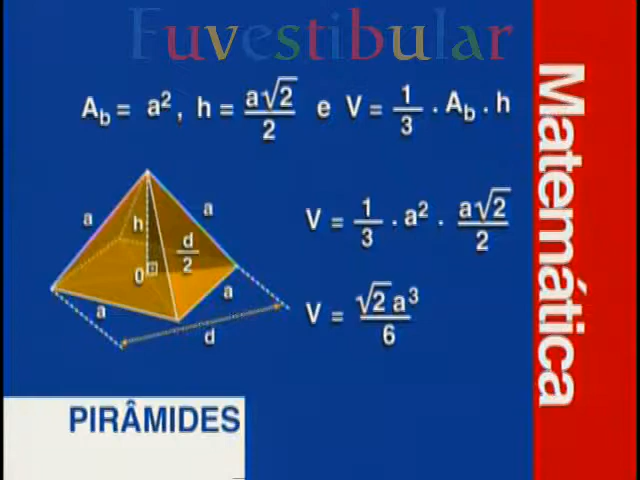 Fuvestibular
A_b = a², h = a√2/2 e V = 1/3 · A_b · h
V = 1/3 · a² · a√2/2
V = √2 a³/6
a
a
h
d/2
0
a
a
d
PIRÂMIDES
Matemática